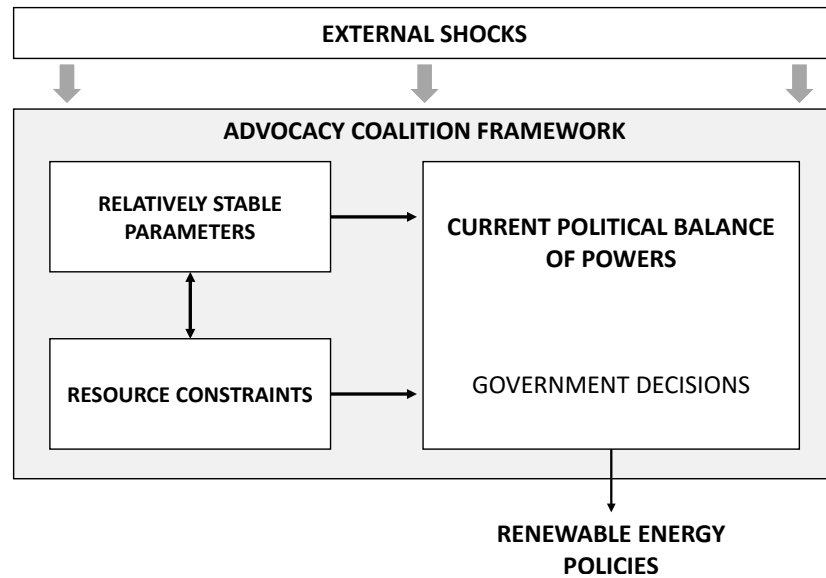 EXTERNAL SHOCKS
ADVOCACY COALITION FRAMEWORK
RELATIVELY STABLE
PARAMETERS
CURRENT POLITICAL BALANCE
OF POWERS
RESOURCE CONSTRAINTS
GOVERNMENT DECISIONS
RENEWABLE ENERGY
POLICIES